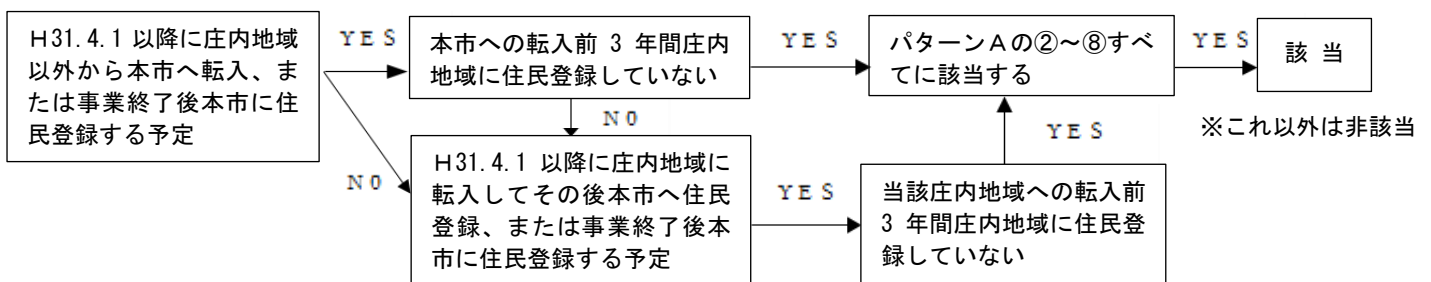 H31.4.1 以降に庄内地域
以外から本市へ転入、ま
たは事業終了後本市に住
民登録する予定
YES
本市への転入前 3 年間庄内
地域に住民登録していない
YES
パターンAの②～⑧すべ
てに該当する
YES
該 当
※これ以外は非該当
NO
NO
H31.4.1 以降に庄内地域に
転入してその後本市へ住民
登録、または事業終了後本
市に住民登録する予定
YES
当該庄内地域への転入前
3 年間庄内地域に住民登
録していない
YES